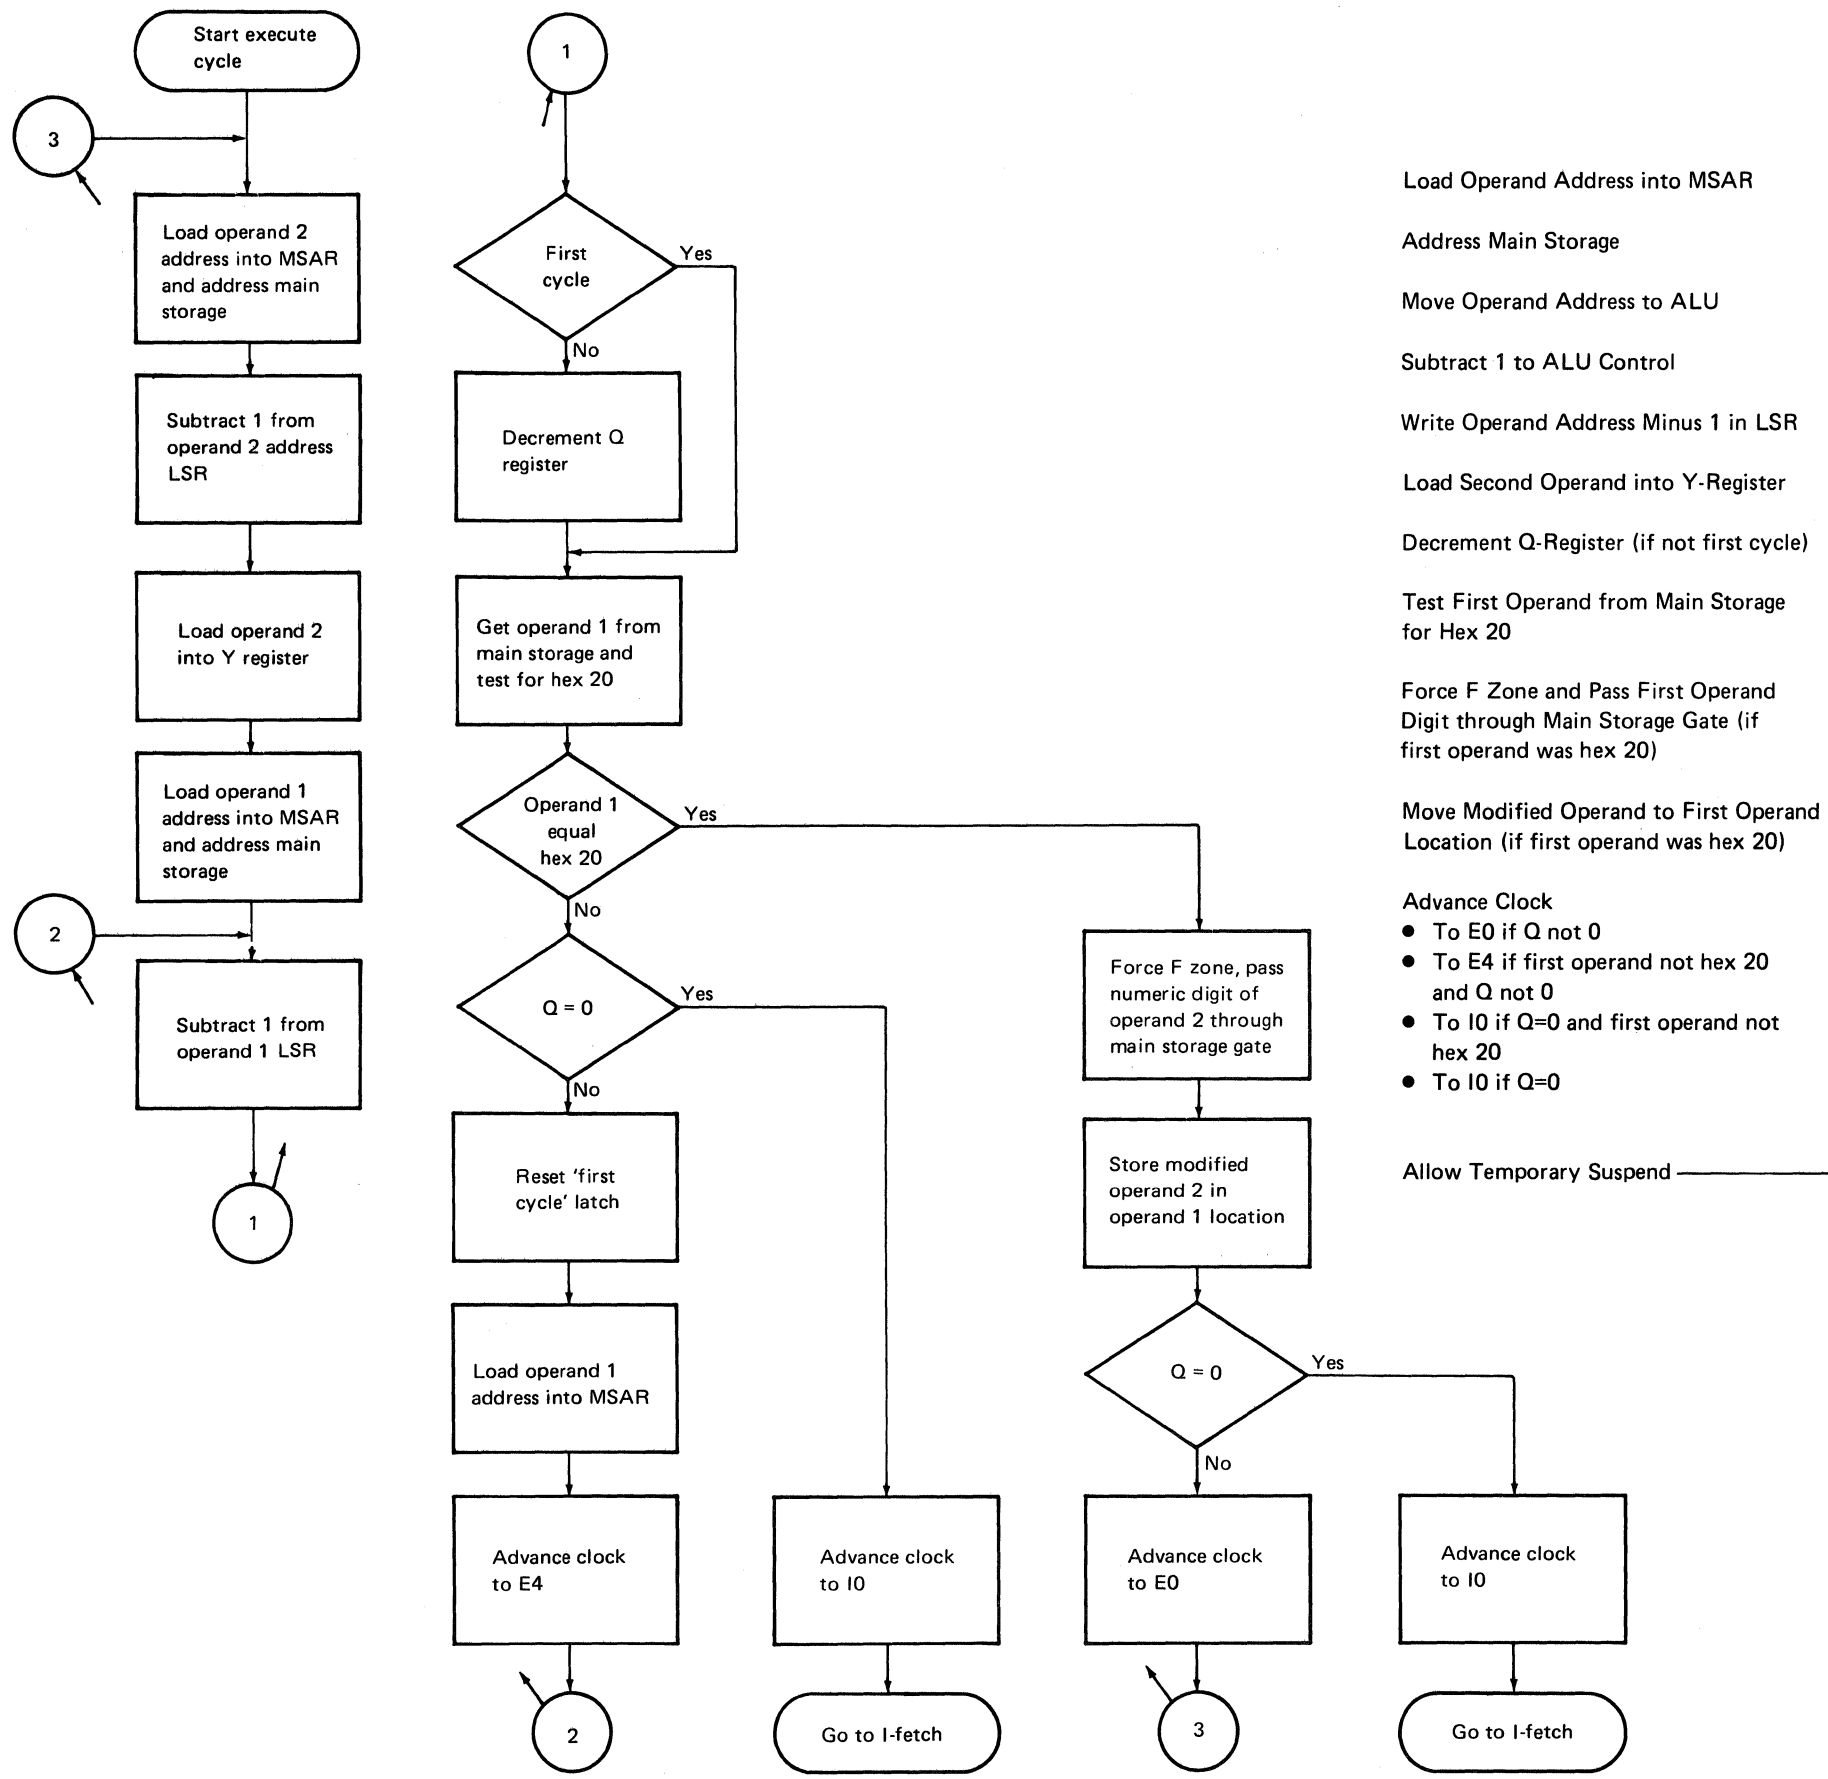 Start execute
cycle
3
Load operand 2
address into MSAR
and address main
storage
Subtract 1 from
operand 2 address
LSR
Load operand 2
into Y register
Load operand 1
address into MSAR
and address main
storage
2
Subtract 1 from
operand 1 LSR
1
1
First
cycle
Yes
No
Decrement Q
register
Get operand 1 from
main storage and
test for hex 20
Operand 1
equal
hex 20
Yes
No
Q = 0
Yes
No
Reset 'first
cycle' latch
Load operand 1
address into MSAR
Advance clock
to E4
2
Advance clock
to I0
Go to I-fetch
Force F zone, pass
numeric digit of
operand 2 through
main storage gate
Store modified
operand 2 in
operand 1 location
Q = 0
Yes
No
Advance clock
to E0
3
Advance clock
to I0
Go to I-fetch
Load Operand Address into MSAR
Address Main Storage
Move Operand Address to ALU
Subtract 1 to ALU Control
Write Operand Address Minus 1 in LSR
Load Second Operand into Y-Register
Decrement Q-Register (if not first cycle)
Test First Operand from Main Storage
for Hex 20
Force F Zone and Pass First Operand
Digit through Main Storage Gate (if
first operand was hex 20)
Move Modified Operand to First Operand
Location (if first operand was hex 20)
Advance Clock
● To E0 if Q not 0
● To E4 if first operand not hex 20
and Q not 0
● To I0 if Q=0 and first operand not
hex 20
● To I0 if Q=0
Allow Temporary Suspend